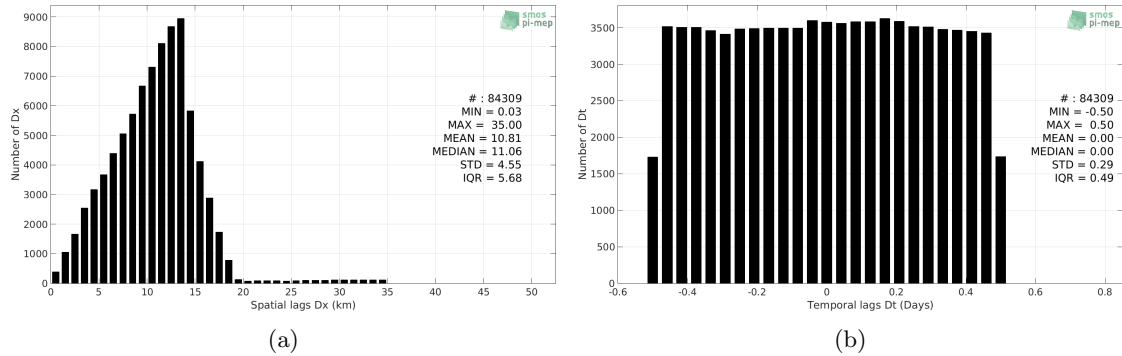 9000
8000
7000
6000
5000
4000
3000
2000
1000
0
Number of Dx
0 5 10 15 20 25 30 35 40 45 50
Spatial lags Dx (km)
smos
pi-mep
# : 84309
MIN = 0.03
MAX = 35.00
MEAN = 10.81
MEDIAN = 11.06
STD = 4.55
IQR = 5.68
(a)
3500
3000
2500
2000
1500
1000
500
0
Number of Dt
-0.6 -0.4 -0.2 0 0.2 0.4 0.6 0.8
Temporal lags Dt (Days)
smos
pi-mep
# : 84309
MIN = -0.50
MAX = 0.50
MEAN = 0.00
MEDIAN = 0.00
STD = 0.29
IQR = 0.49
(b)